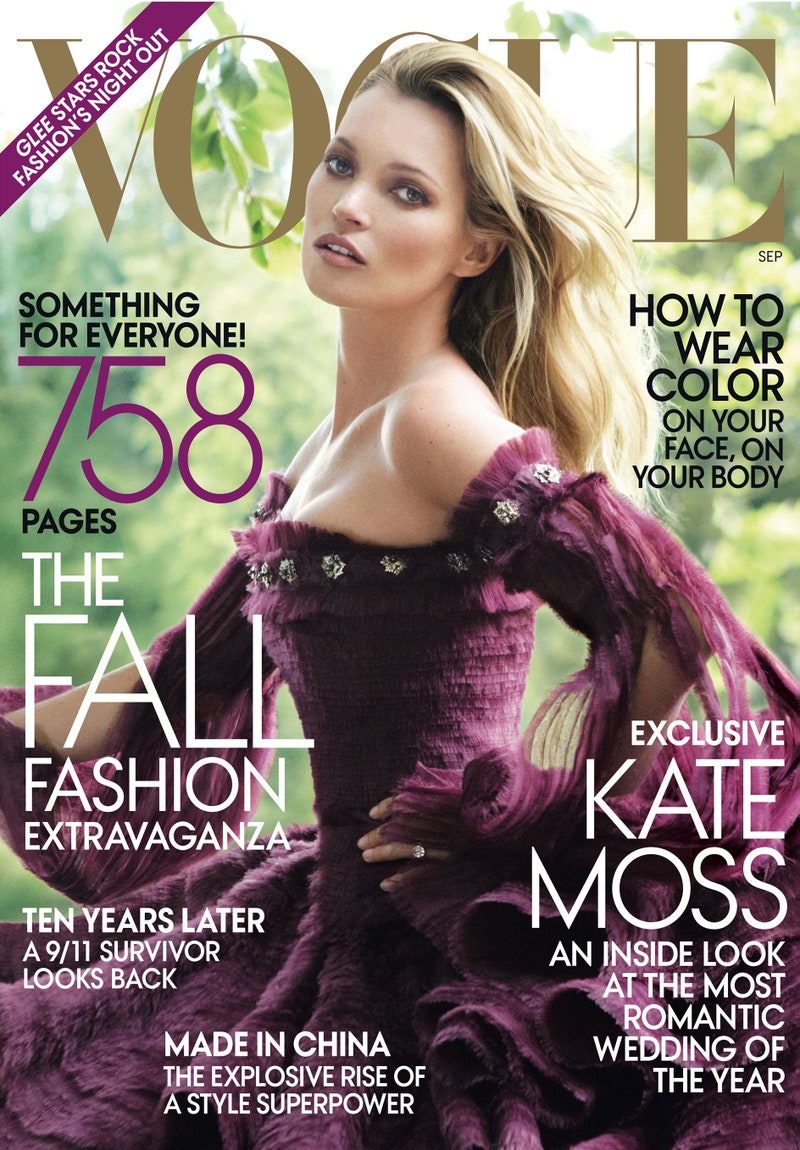 GLEE STARS ROCK
FASHION'S NIGHT OUT
VOGUE
SEP
SOMETHING
FOR EVERYONE!
758
PAGES
HOW TO
WEAR
COLOR
ON YOUR
FACE, ON
YOUR BODY
THE
FALL
FASHION
EXTRAVAGANZA
EXCLUSIVE
KATE
MOSS
AN INSIDE LOOK
AT THE MOST
ROMANTIC
WEDDING OF
THE YEAR
TEN YEARS LATER
A 9/11 SURVIVOR
LOOKS BACK
MADE IN CHINA
THE EXPLOSIVE RISE OF
A STYLE SUPERPOWER